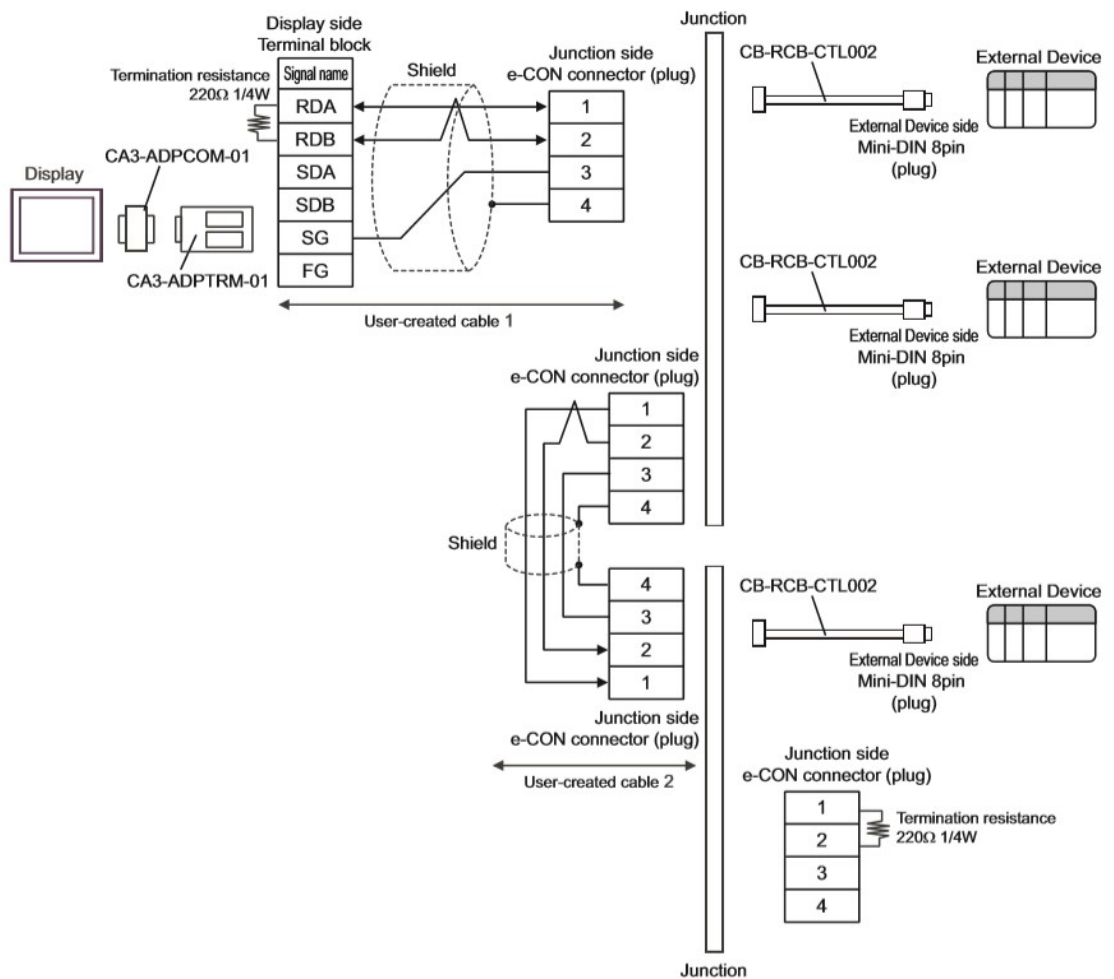 Junction
Display side
Terminal block
Signal name
RDA
RDB
SDA
SDB
SG
FG
Termination resistance
220Ω 1/4W
Shield
Junction side
e-CON connector (plug)
1
2
3
4
Display
CA3-ADPCOM-01
CA3-ADPTRM-01
User-created cable 1
CB-RCB-CTL002
External Device
External Device side
Mini-DIN 8pin
(plug)
CB-RCB-CTL002
External Device
External Device side
Mini-DIN 8pin
(plug)
Junction side
e-CON connector (plug)
1
2
3
4
Shield
4
3
2
1
Junction side
e-CON connector (plug)
User-created cable 2
CB-RCB-CTL002
External Device
External Device side
Mini-DIN 8pin
(plug)
Junction side
e-CON connector (plug)
1
2
3
4
Termination resistance
220Ω 1/4W
Junction